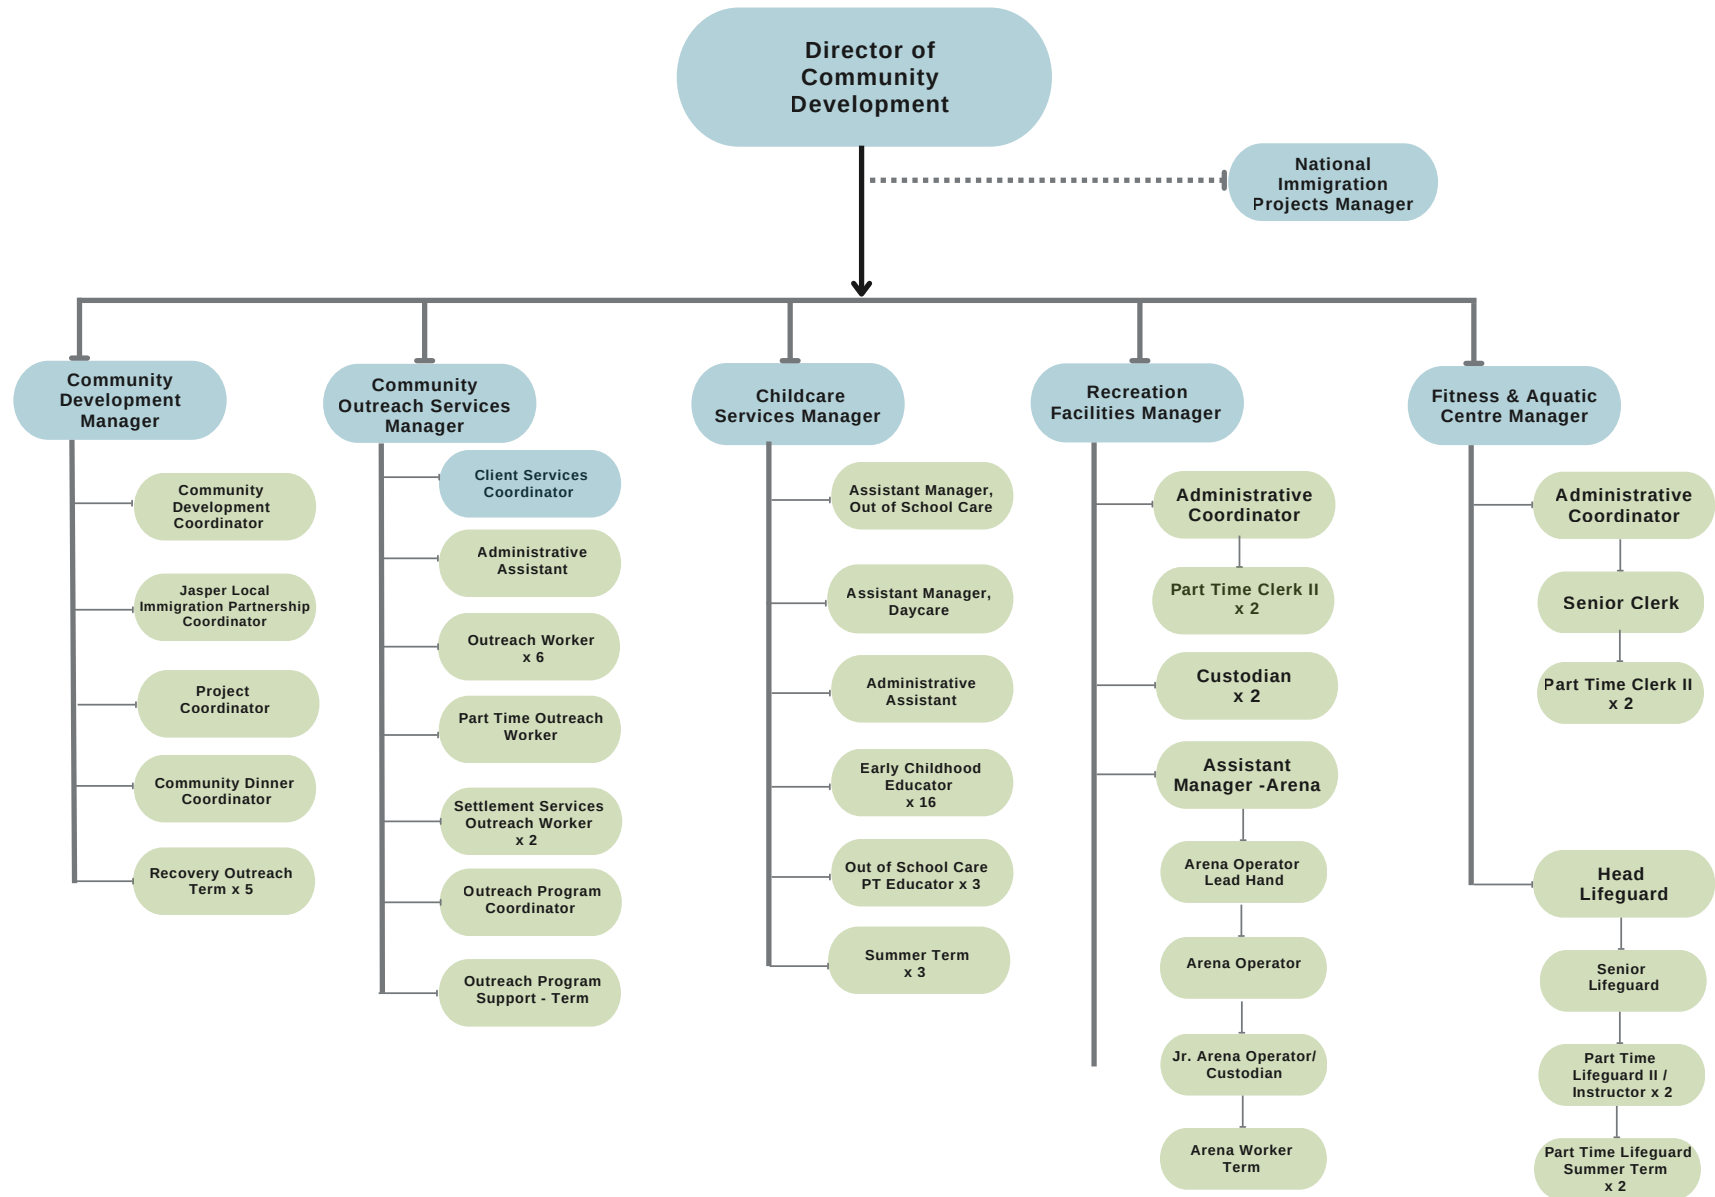 Director of
Community
Development
National
Immigration
Projects Manager
Community
Development
Manager
Community
Development
Coordinator
Jasper Local
Immigration Partnership
Coordinator
Project
Coordinator
Community Dinner
Coordinator
Recovery Outreach
Term x 5
Community
Outreach Services
Manager
Client Services
Coordinator
Administrative
Assistant
Outreach Worker
x 6
Part Time Outreach
Worker
Settlement Services
Outreach Worker
x 2
Outreach Program
Coordinator
Outreach Program
Support - Term
Childcare
Services Manager
Assistant Manager,
Out of School Care
Assistant Manager,
Daycare
Administrative
Assistant
Early Childhood
Educator
x 16
Out of School Care
PT Educator x 3
Summer Term
x 3
Recreation
Facilities Manager
Administrative
Coordinator
Part Time Clerk II
x 2
Custodian
x 2
Assistant
Manager -Arena
Arena Operator
Lead Hand
Arena Operator
Jr. Arena Operator/
Custodian
Arena Worker
Term
Fitness & Aquatic
Centre Manager
Administrative
Coordinator
Senior Clerk
Part Time Clerk II
x 2
Head
Lifeguard
Senior
Lifeguard
Part Time
Lifeguard II /
Instructor x 2
Part Time Lifeguard
Summer Term
x 2